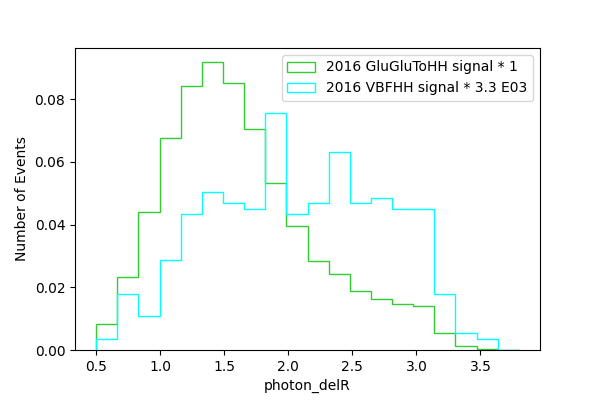 2016 GluGluToHH signal * 1
2016 VBFHH signal * 3.3 E03
Number of Events
0.08
0.06
0.04
0.02
0.00
0.5 1.0 1.5 2.0 2.5 3.0 3.5
photon_delR